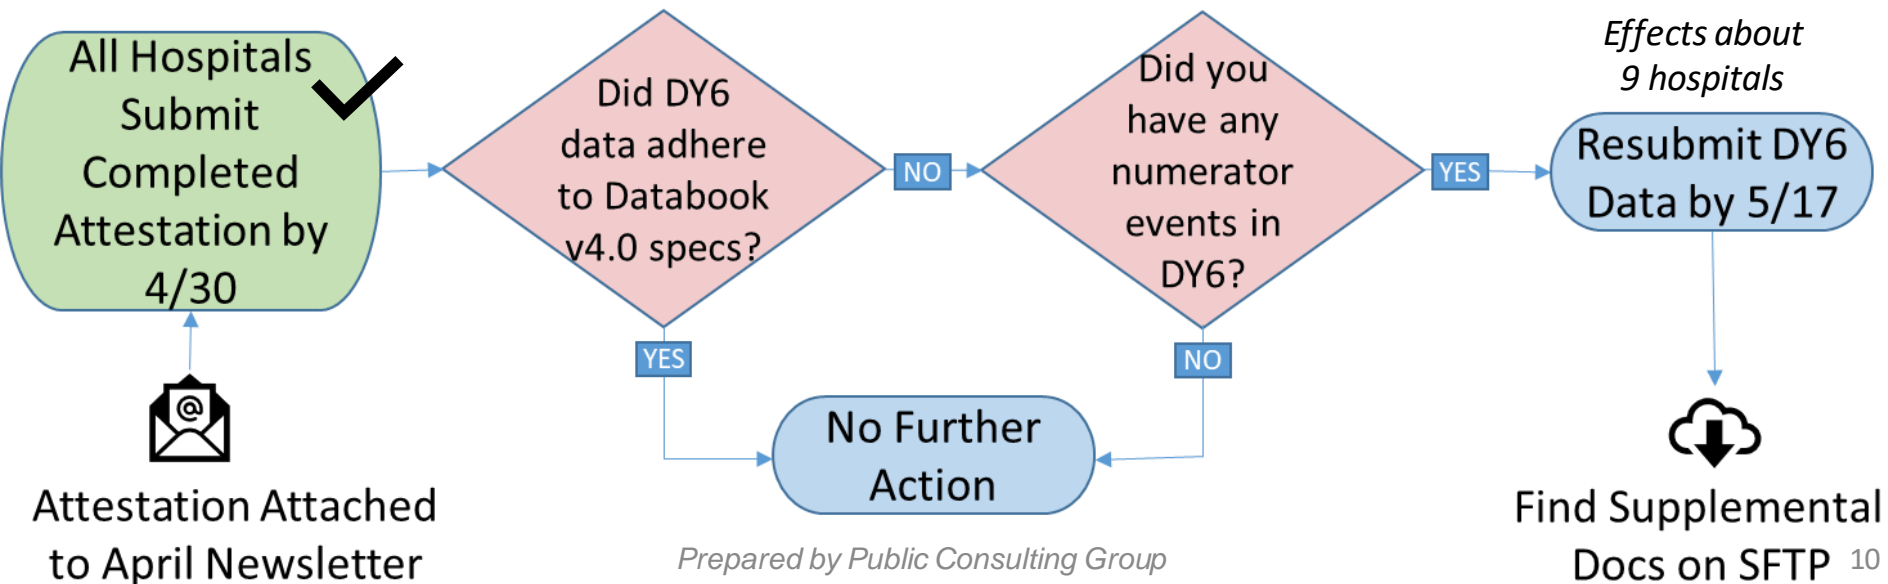 All Hospitals
Submit
Completed
Attestation by
4/30
Attestation Attached
to April Newsletter
Did DY6
data adhere
to Databook
v4.0 specs?
YES
NO
Did you
have any
numerator
events in
DY6?
NO
YES
No Further
Action
Effects about
9 hospitals
Resubmit DY6
Data by 5/17
Find Supplemental
Docs on SFTP
Prepared by Public Consulting Group
10